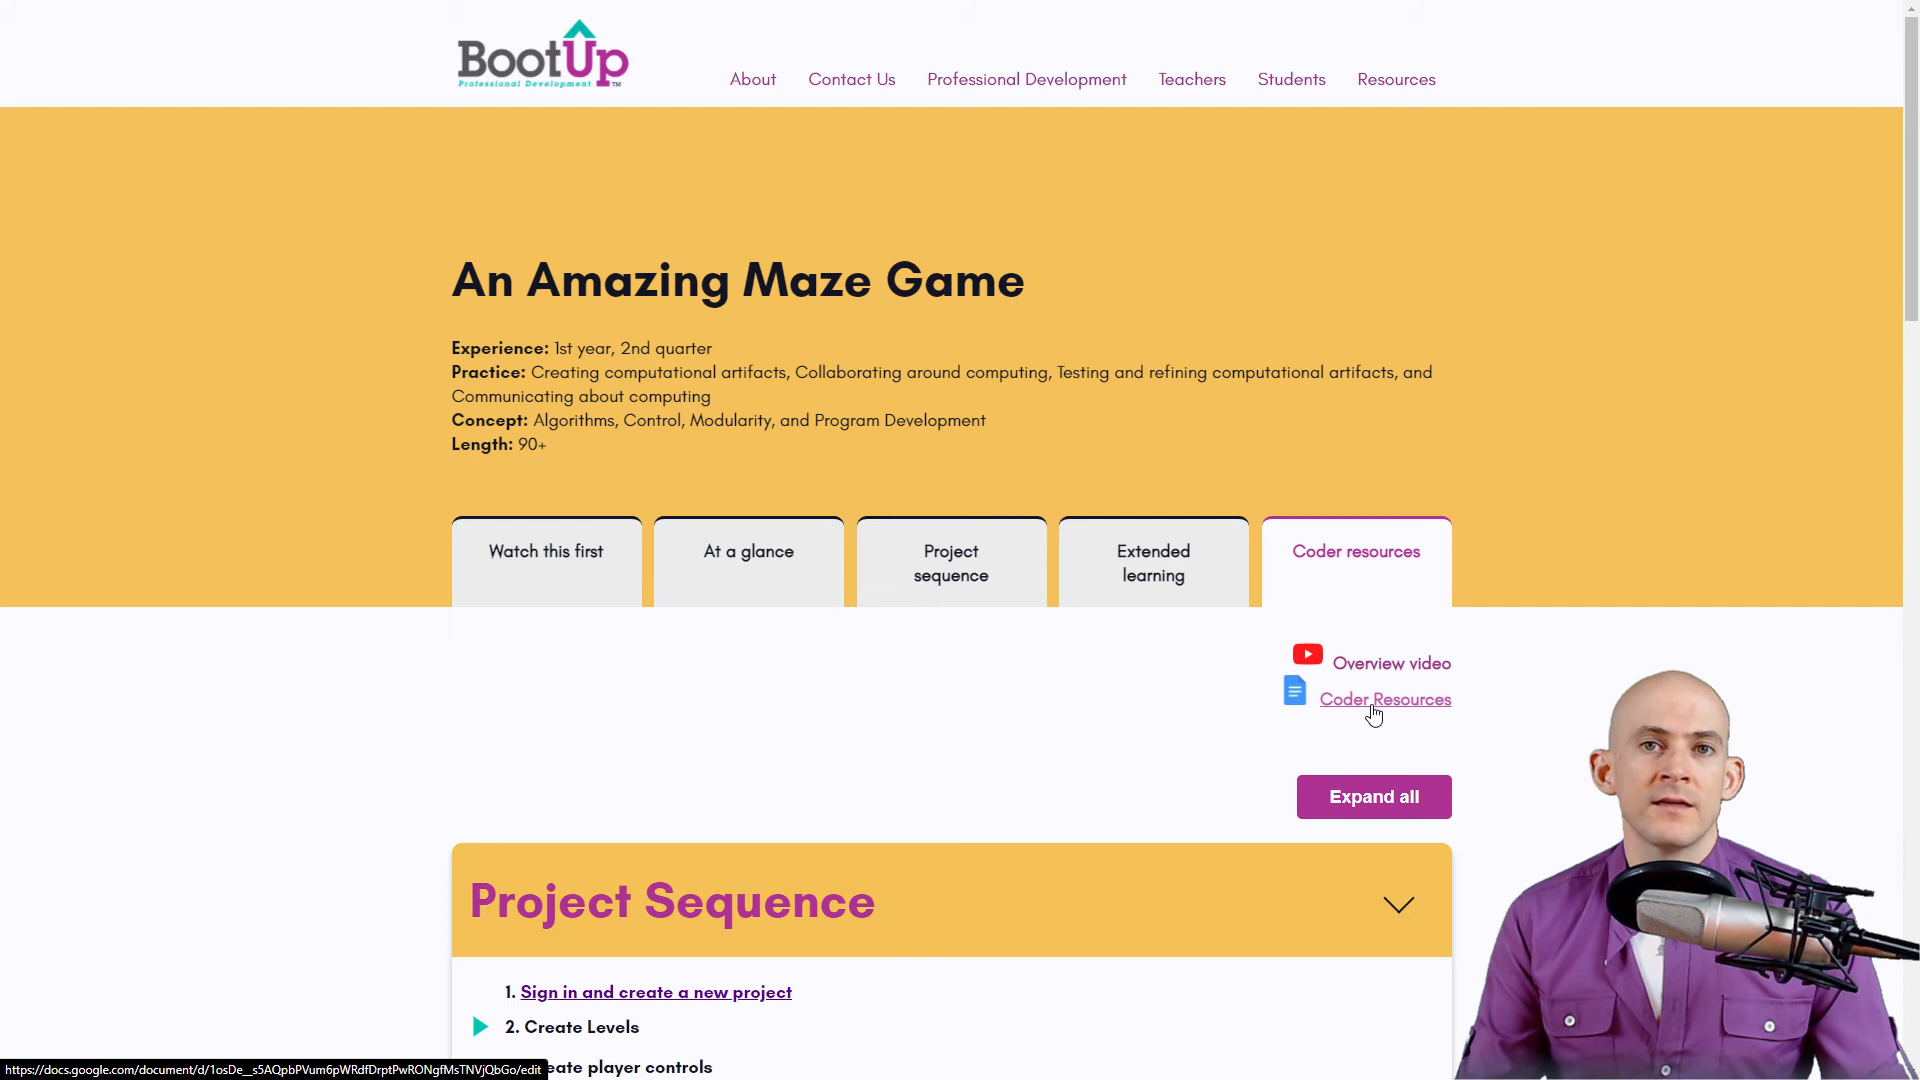 BootUp
Professional Development™
About
Contact Us
Professional Development
Teachers
Students
Resources
An Amazing Maze Game
Experience: 1st year, 2nd quarter
Practice: Creating computational artifacts, Collaborating around computing, Testing and refining computational artifacts, and
Communicating about computing
Concept: Algorithms, Control, Modularity, and Program Development
Length: 90+
Watch this first
At a glance
Project
sequence
Extended
learning
Coder resources
Overview video
Coder Resources
Expand all
Project Sequence
1. Sign in and create a new project
2. Create Levels
eate player controls
https://docs.google.com/document/d/1osDe__s5AQpbPVum6pWRdfDrptPwRONgfMsTNVjQbGo/edit